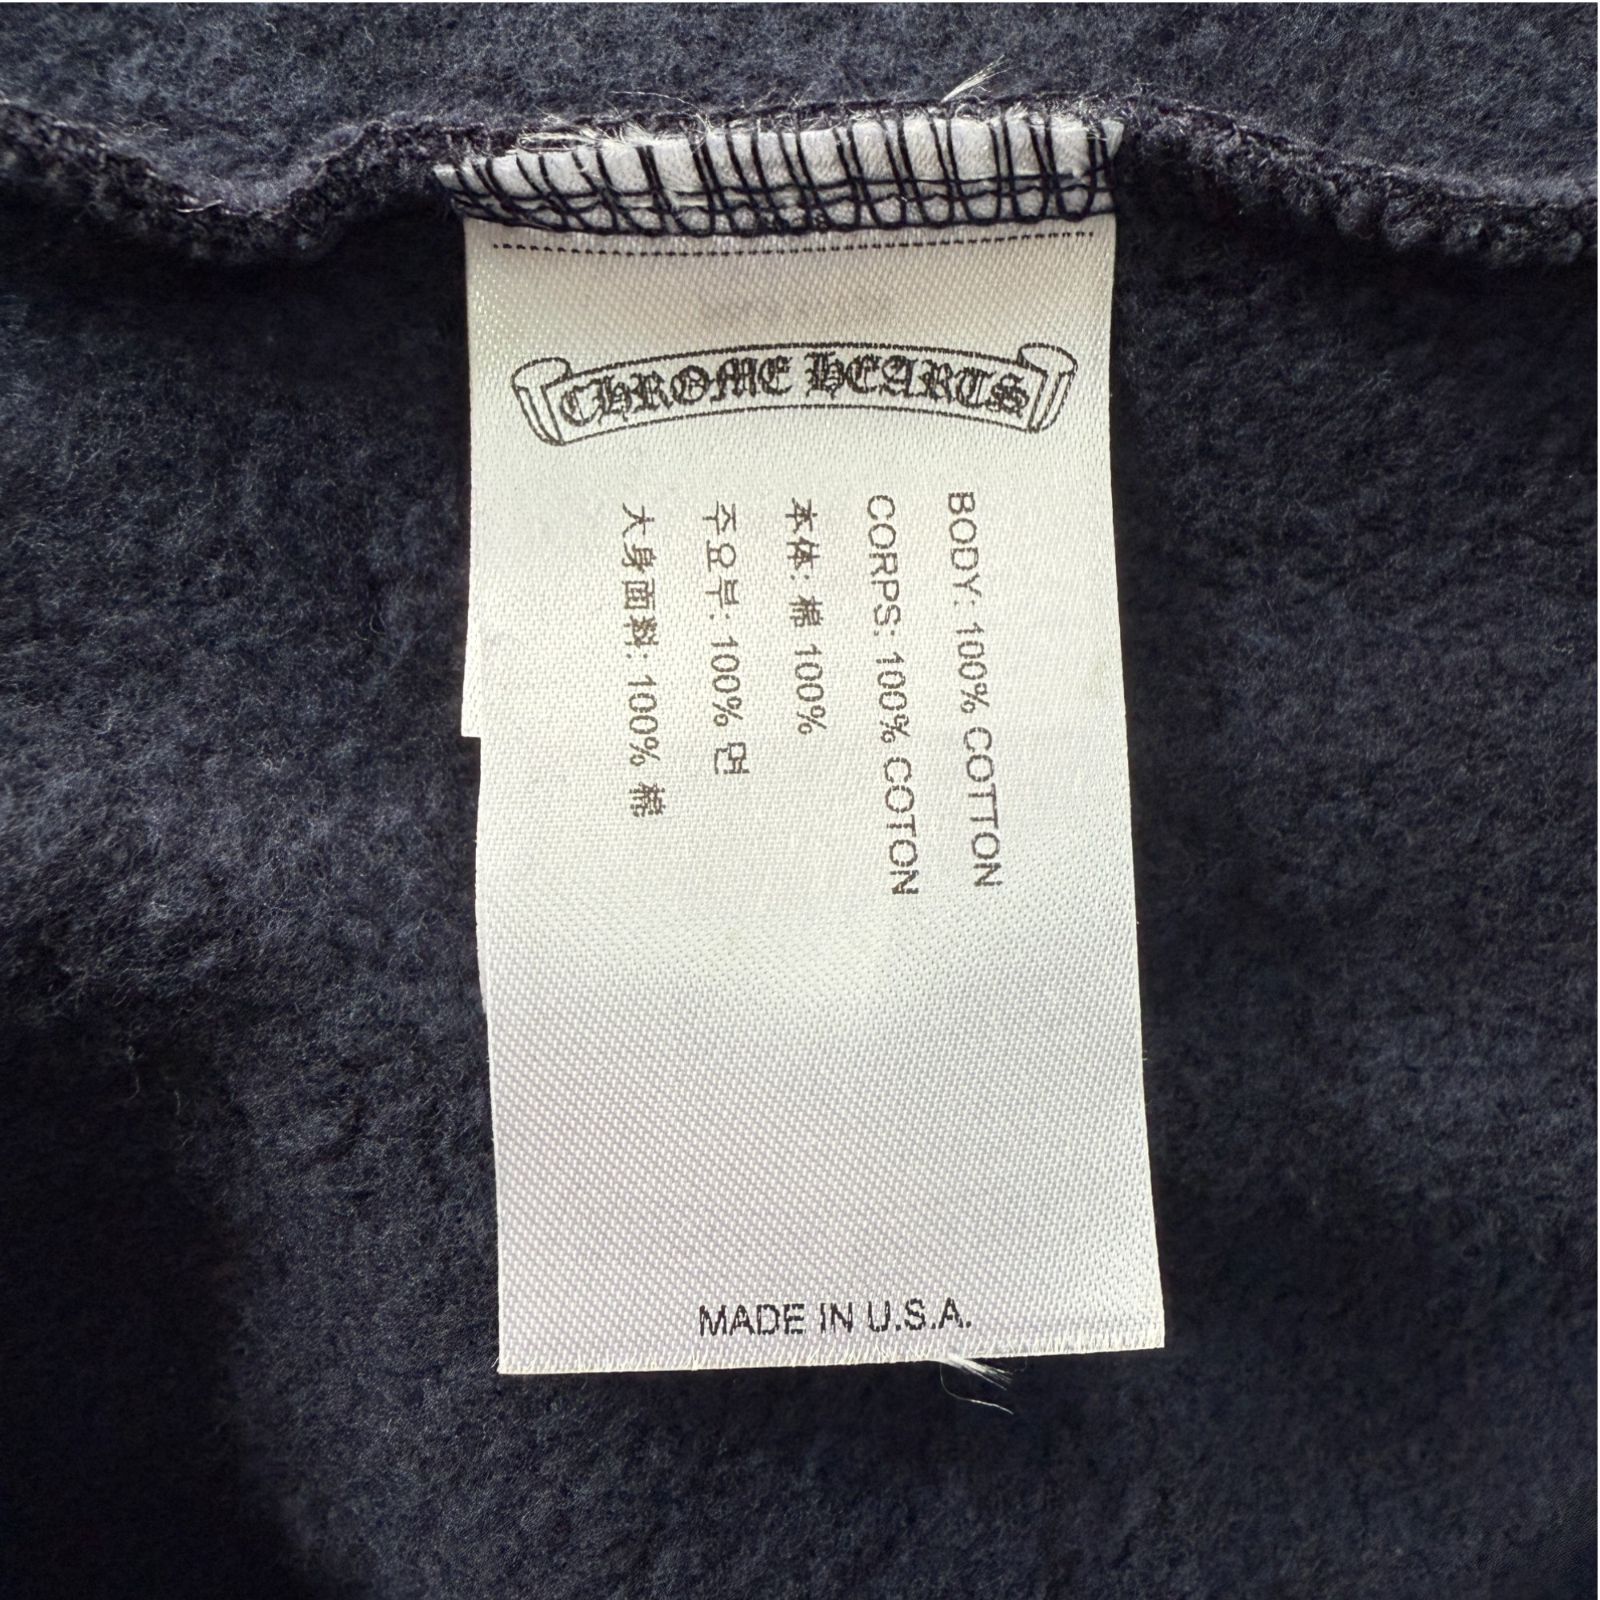 CHROME HEARTS
BODY: 100% COTTON
CORPS: 100% COTON
本体: 棉 100%
주요부: 100% 면
大身面料: 100% 棉
MADE IN U.S.A.